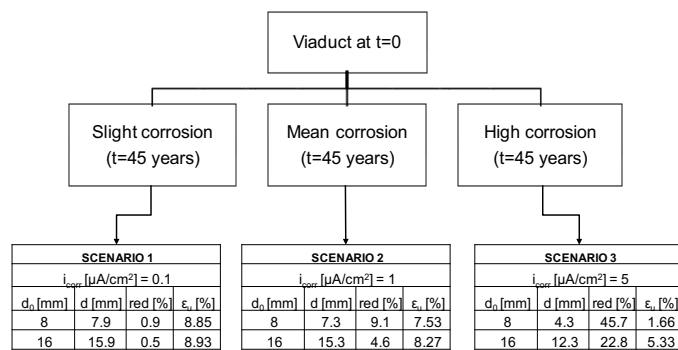 Viaduct at t=0
Slight corrosion
(t=45 years)
Mean corrosion
(t=45 years)
High corrosion
(t=45 years)
SCENARIO 1
i_corr [µA/cm²] = 0.1
d₀ [mm] d [mm] red [%] εᵤ [%]
8 7.9 0.9 8.85
16 15.9 0.5 8.93
SCENARIO 2
i_corr [µA/cm²] = 1
d₀ [mm] d [mm] red [%] εᵤ [%]
8 7.3 9.1 7.53
16 15.3 4.6 8.27
SCENARIO 3
i_corr [µA/cm²] = 5
d₀ [mm] d [mm] red [%] εᵤ [%]
8 4.3 45.7 1.66
16 12.3 22.8 5.33